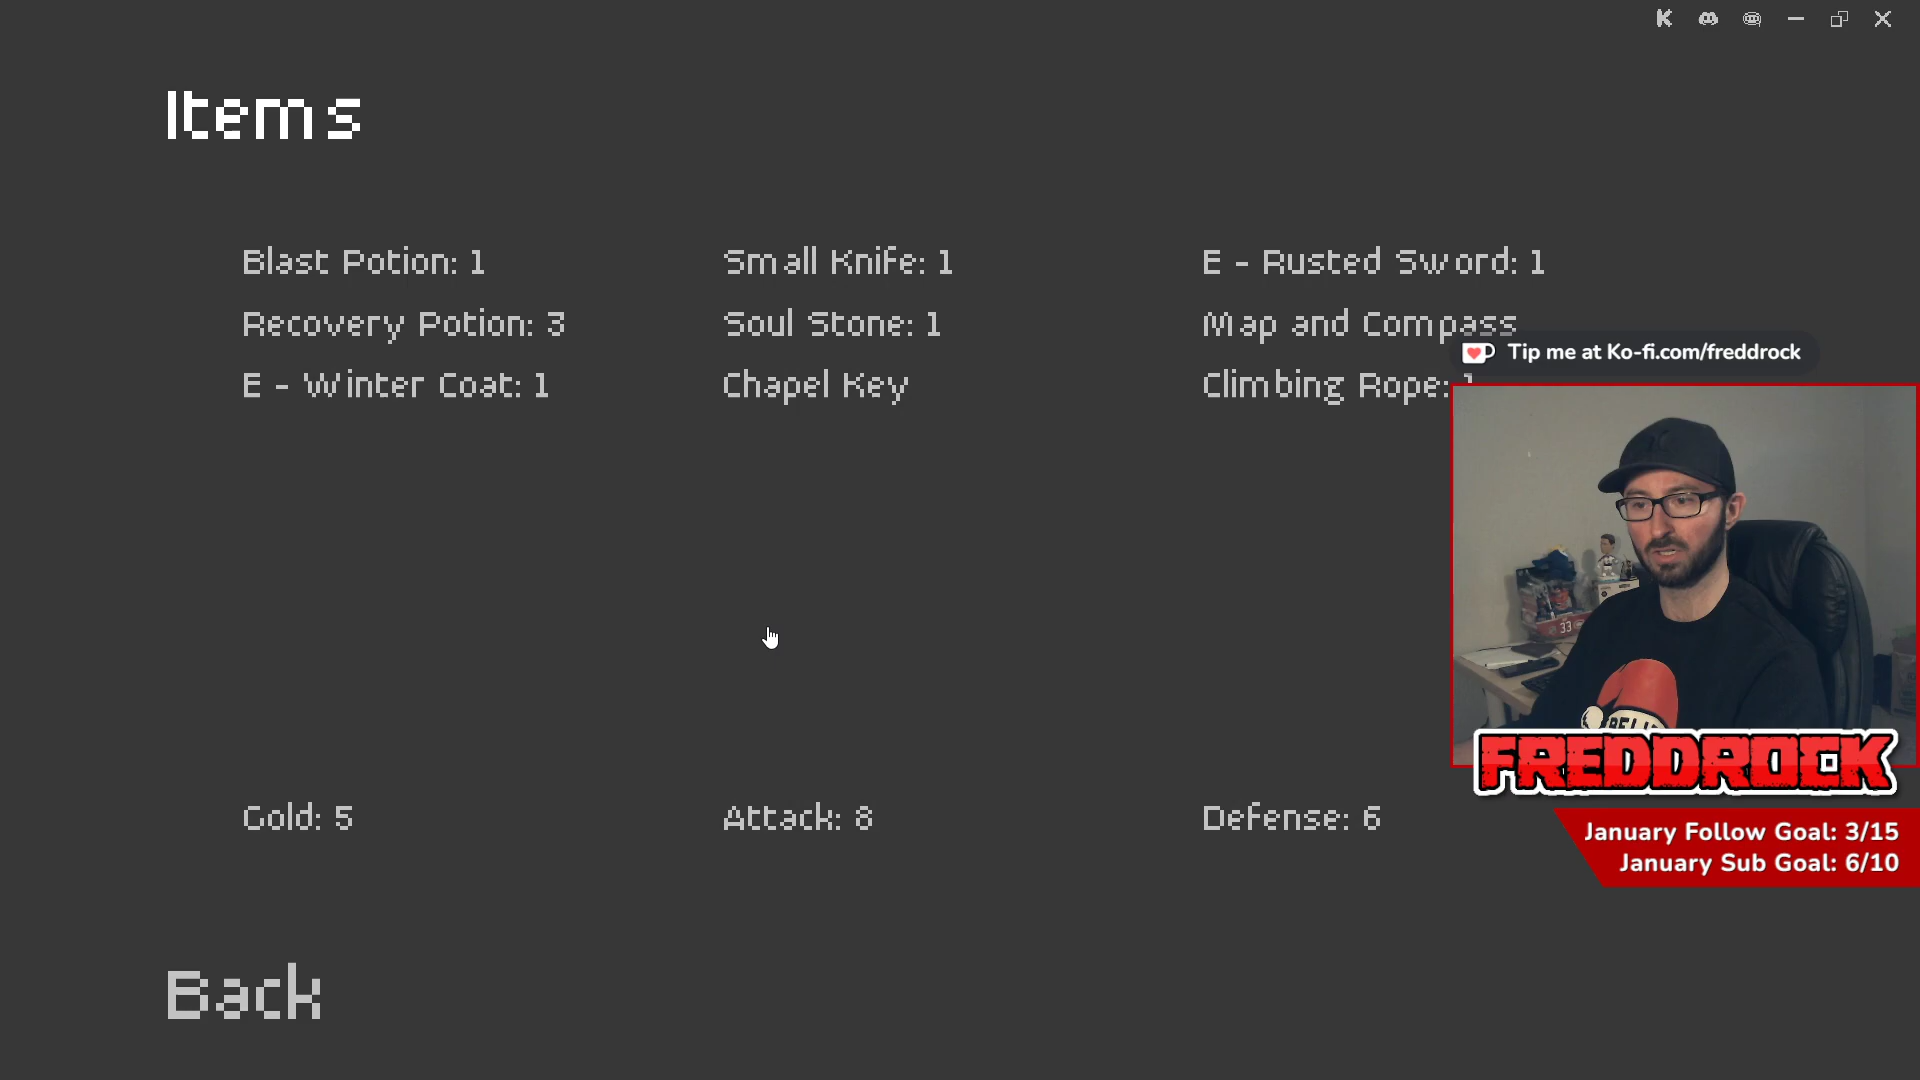 Items
Blast Potion: 1 Small Knife: 1 E - Rusted Sword: 1
Recovery Potion: 3 Soul Stone: 1 Map and Compass
Tip me at Ko-fi.com/freddrock
E - Winter Coat: 1 Chapel Key Climbing Rope: 1
33
FREDDROCK
Gold: 5 Attack: 8 Defense: 6
January Follow Goal: 3/15
January Sub Goal: 6/10
Back